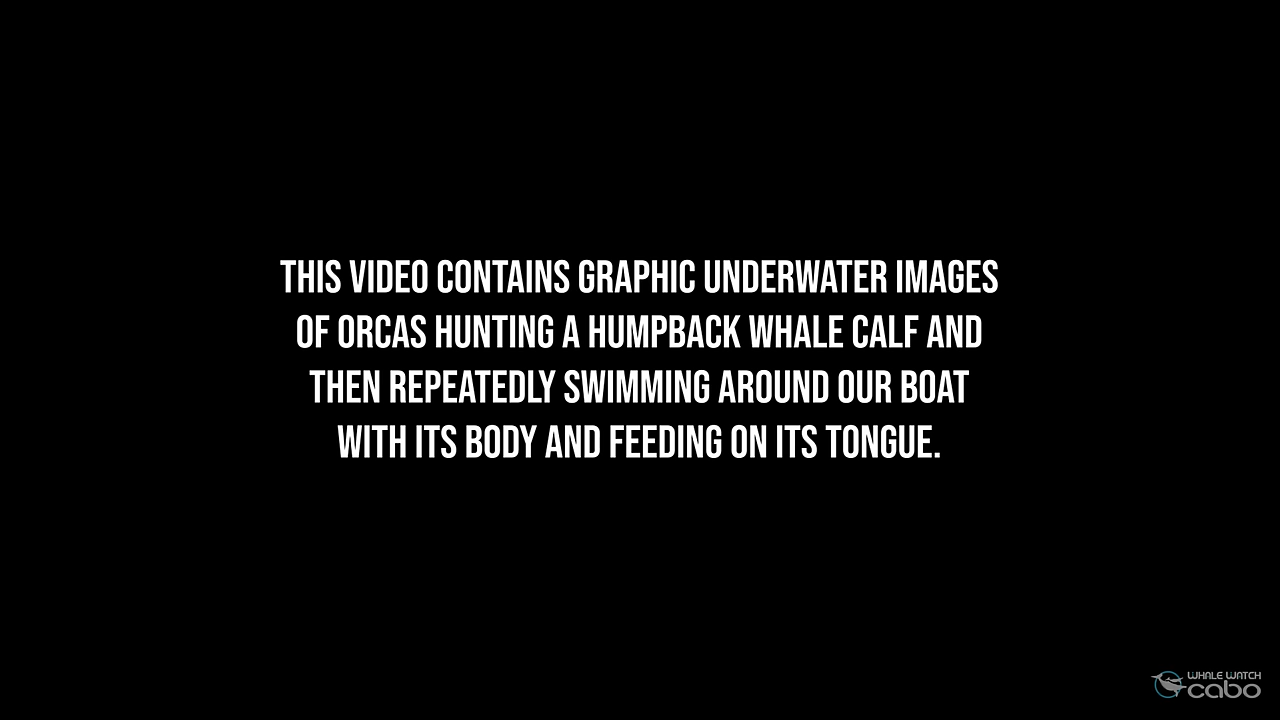 THIS VIDEO CONTAINS GRAPHIC UNDERWATER IMAGES
OF ORCAS HUNTING A HUMPBACK WHALE CALF AND
THEN REPEATEDLY SWIMMING AROUND OUR BOAT
WITH ITS BODY AND FEEDING ON ITS TONGUE.
WHALE WATCH
cabo